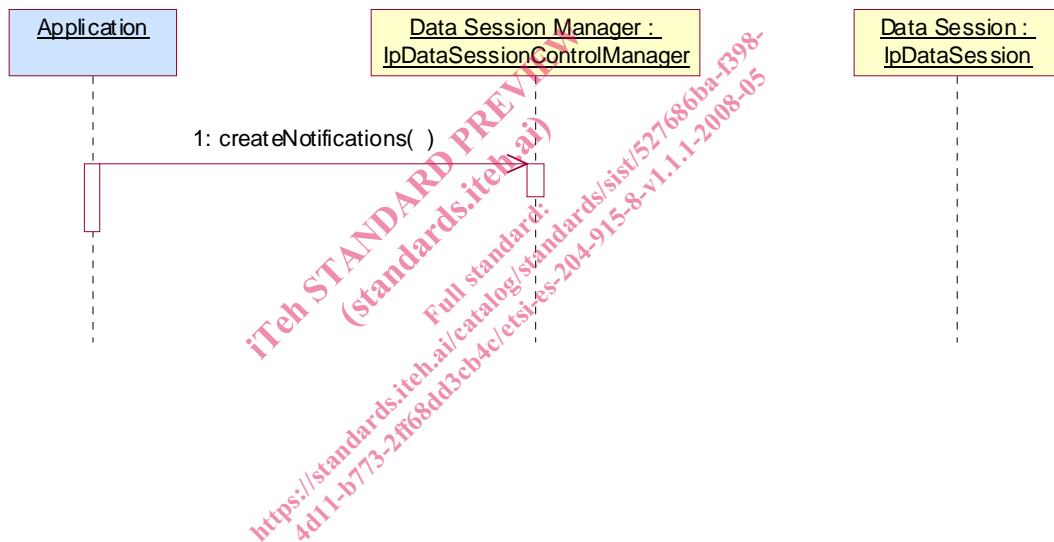 Application
Data Session Manager :
IpDataSessionControlManager
Data Session :
IpDataSession
1: createNotifications( )
iTeh STANDARD PREVIEW
(standards.iteh.ai)
Full standard:
https://standards.iteh.ai/catalog/standards/sist/527686ba-f398-
4d11-b773-2ff68dd3cb4c/etsi-es-204-915-8-v1.1.1-2008-05